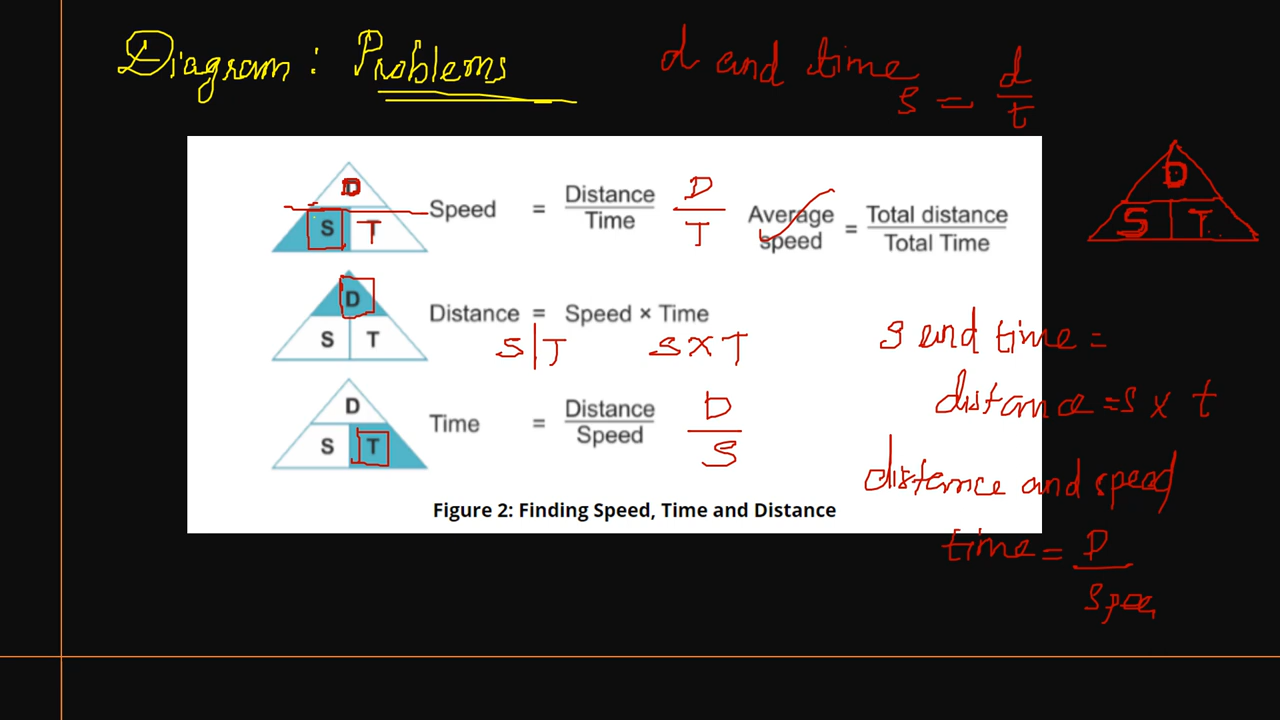 Diagram: Problems
d and time
s = d/t
D
S T
Speed = Distance/Time D/T Average speed = Total distance/Total Time
D
S T
D
S T
Distance = Speed × Time
S|T S X T
s and time =
distance = s x t
D
S T
Time = Distance/Speed D/S
distance and speed
Figure 2: Finding Speed, Time and Distance
time = D/